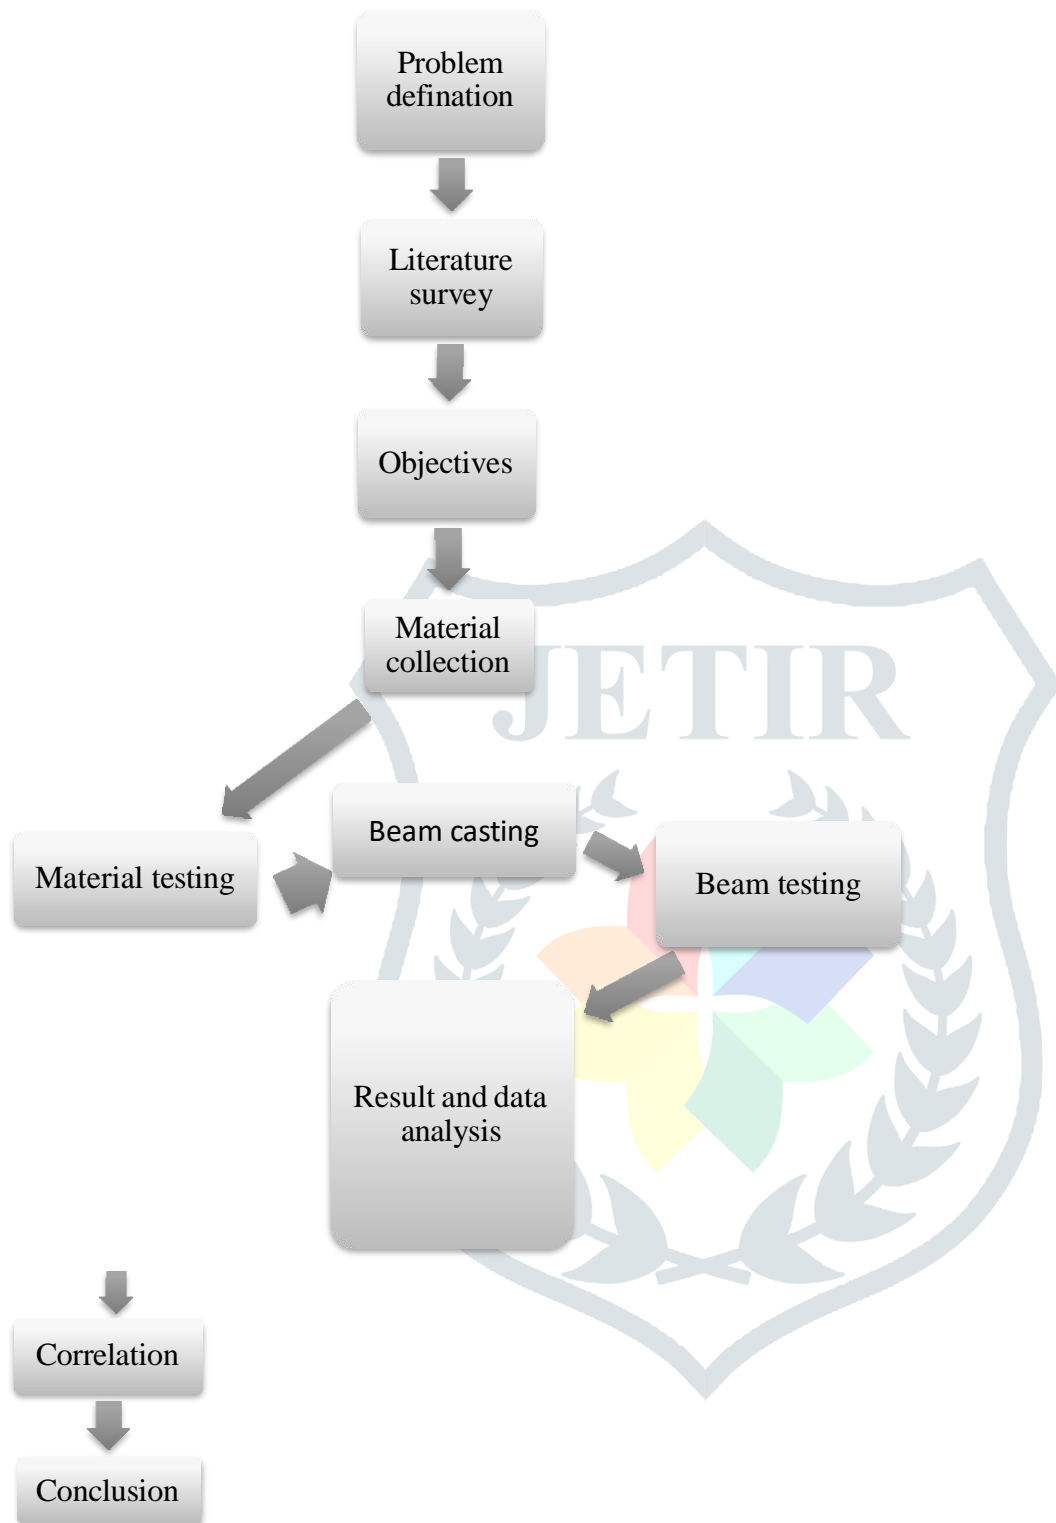 Problem
defination
Literature
survey
Objectives
Material
collection
JETIR
Beam casting
Material testing
Beam testing
Result and data
analysis
Correlation
Conclusion